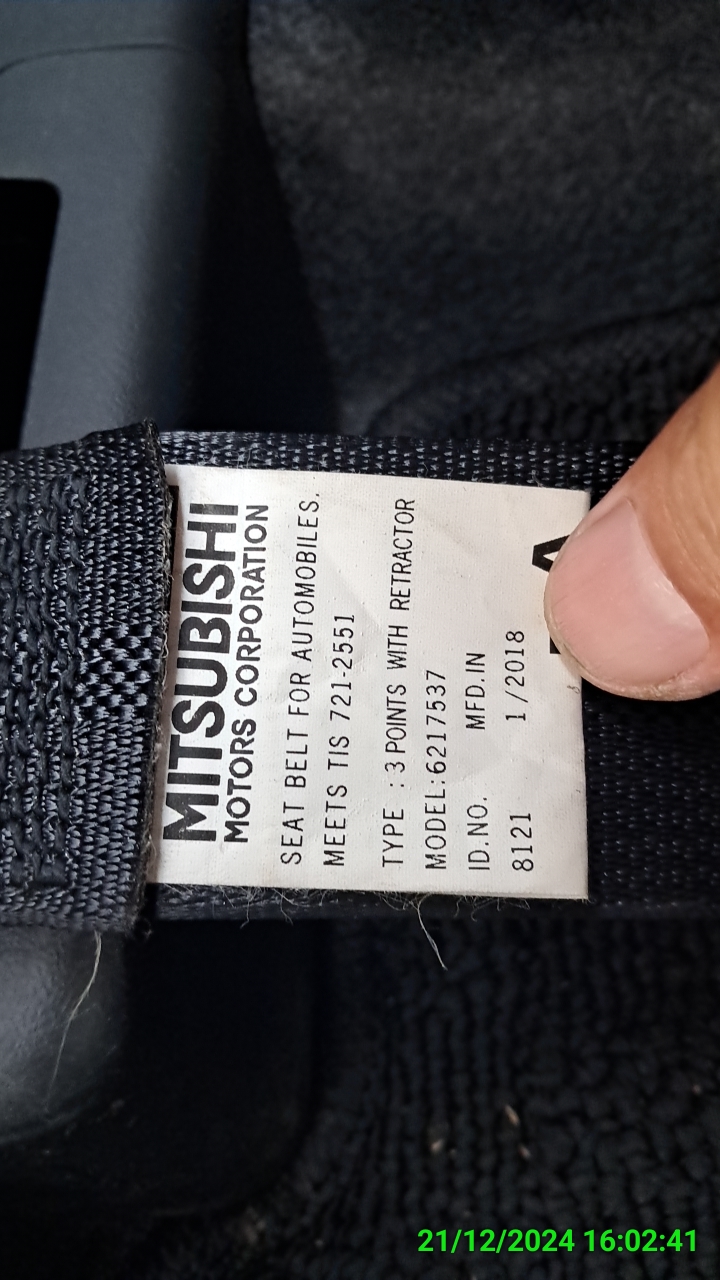 MITSUBISHI
MOTORS CORPORATION
SEAT BELT FOR AUTOMOBILES.
MEETS TIS 721-2551
TYPE : 3 POINTS WITH RETRACTOR
MODEL:6217537
ID.NO. MFD.IN
8121 1/2018
21/12/2024 16:02:41